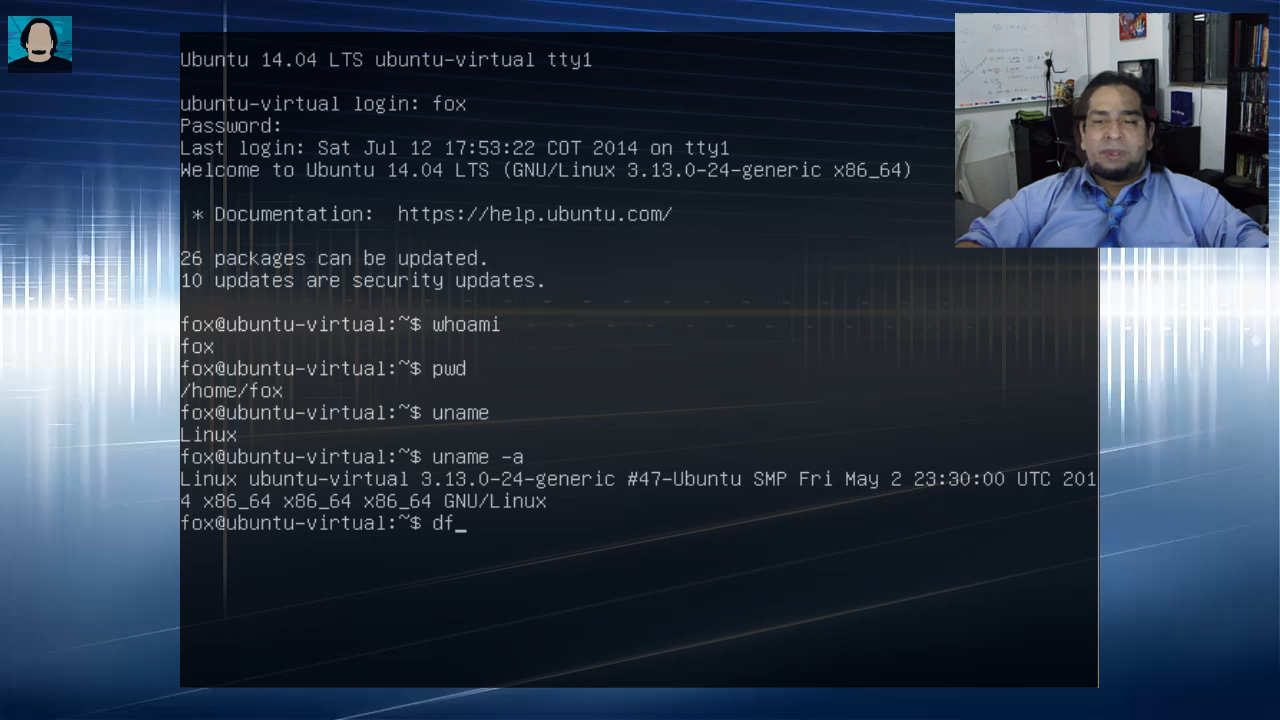 Ubuntu 14.04 LTS ubuntu-virtual tty1
ubuntu-virtual login: fox
Password:
Last login: Sat Jul 12 17:53:22 COT 2014 on tty1
Welcome to Ubuntu 14.04 LTS (GNU/Linux 3.13.0-24-generic x86_64)
* Documentation:  https://help.ubuntu.com/
26 packages can be updated.
10 updates are security updates.
fox@ubuntu-virtual:~$ whoami
fox
fox@ubuntu-virtual:~$ pwd
/home/fox
fox@ubuntu-virtual:~$ uname
Linux
fox@ubuntu-virtual:~$ uname -a
Linux ubuntu-virtual 3.13.0-24-generic #47-Ubuntu SMP Fri May 2 23:30:00 UTC 201
4 x86_64 x86_64 x86_64 GNU/Linux
fox@ubuntu-virtual:~$ df_